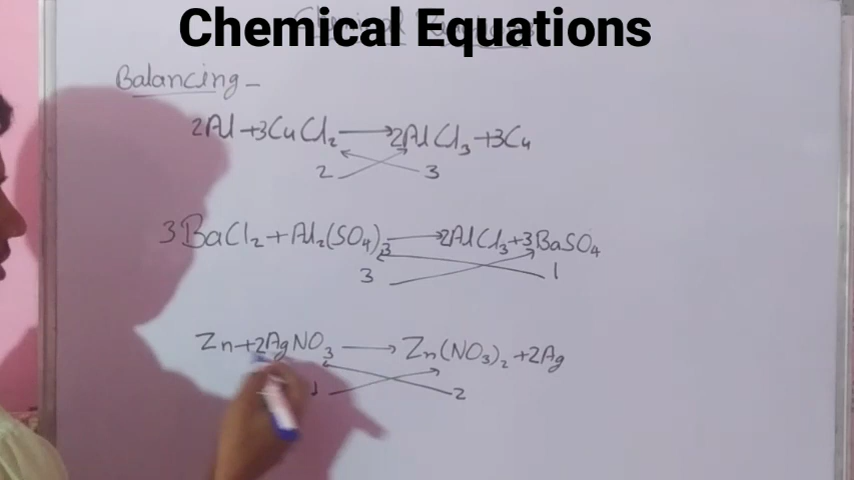 Chemical Equations
Balancing -
2Al + 3CuCl₂ → 2AlCl₃ + 3Cu
2 3
3BaCl₂ + Al₂(SO₄)₃ → 2AlCl₃ + 3BaSO₄
3 1
Zn + 2AgNO₃ → Zn(NO₃)₂ + 2Ag
1 2